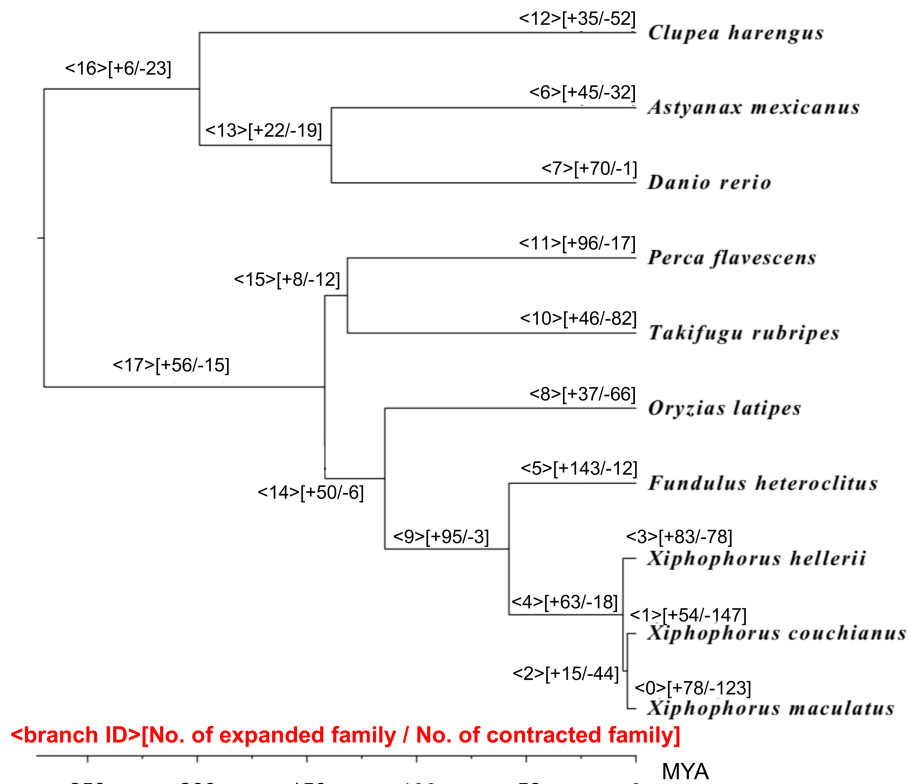 <12>[+35/-52]
Clupea harengus
<16>[+6/-23]
<6>[+45/-32]
Astyanax mexicanus
<13>[+22/-19]
<7>[+70/-1]
Danio rerio
<11>[+96/-17]
Perca flavescens
<15>[+8/-12]
<10>[+46/-82]
Takifugu rubripes
<17>[+56/-15]
<8>[+37/-66]
Oryzias latipes
<5>[+143/-12]
Fundulus heteroclitus
<14>[+50/-6]
<9>[+95/-3]
<3>[+83/-78]
Xiphophorus hellerii
<4>[+63/-18]
<1>[+54/-147]
Xiphophorus couchianus
<2>[+15/-44]
<0>[+78/-123]
Xiphophorus maculatus
<branch ID>[No. of expanded family / No. of contracted family]
MYA